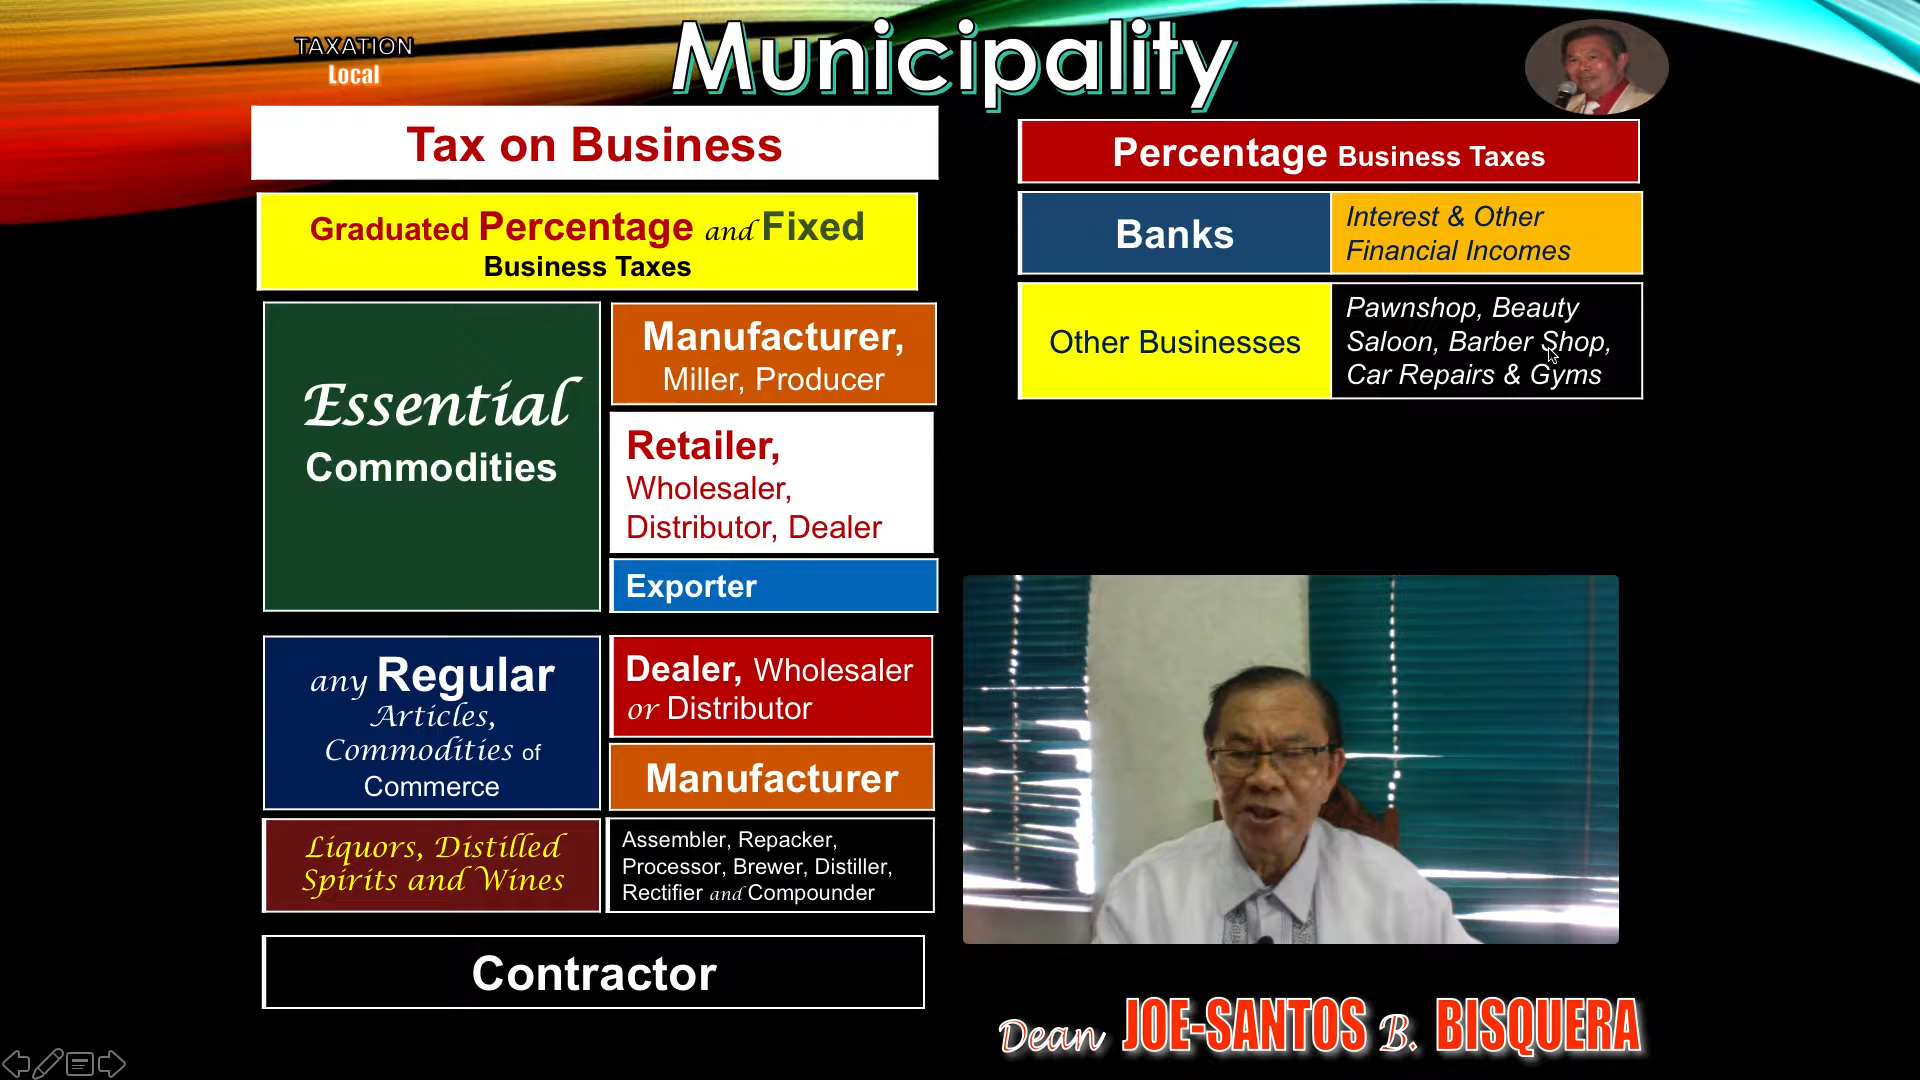 TAXATION
Local
Municipality
Tax on Business
Graduated Percentage and Fixed
Business Taxes
Essential
Commodities
Manufacturer,
Miller, Producer
Retailer,
Wholesaler,
Distributor, Dealer
Exporter
any Regular
Articles,
Commodities of
Commerce
Dealer, Wholesaler
or Distributor
Manufacturer
Liquors, Distilled
Spirits and Wines
Assembler, Repacker,
Processor, Brewer, Distiller,
Rectifier and Compounder
Contractor
Percentage Business Taxes
Banks
Interest & Other
Financial Incomes
Other Businesses
Pawnshop, Beauty
Saloon, Barber Shop,
Car Repairs & Gyms
Dean JOE-SANTOS B. BISQUERA